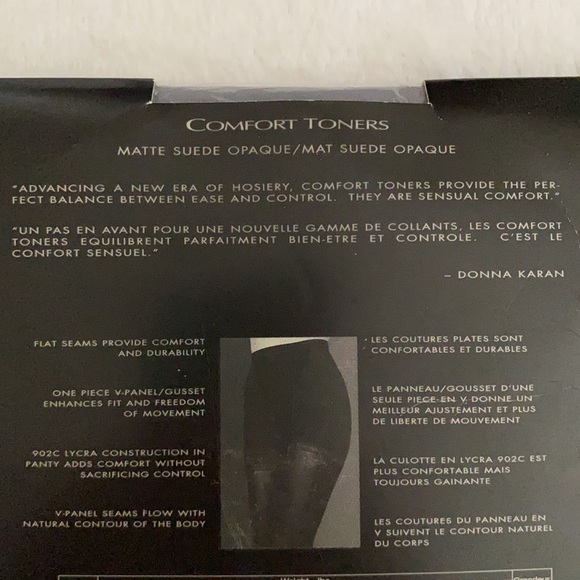 COMFORT TONERS
MATTE SUEDE OPAQUE/MAT SUEDE OPAQUE
"ADVANCING A NEW ERA OF HOSIERY, COMFORT TONERS PROVIDE THE PER-
FECT BALANCE BETWEEN EASE AND CONTROL. THEY ARE SENSUAL COMFORT."
"UN PAS EN AVANT POUR UNE NOUVELLE GAMME DE COLLANTS, LES COMFORT
TONERS EQUILIBRENT PARFAITMENT BIEN-ETRE ET CONTROLE. C'EST LE
CONFORT SENSUEL."
– DONNA KARAN
FLAT SEAMS PROVIDE COMFORT
AND DURABILITY
ONE PIECE V-PANEL/GUSSET
ENHANCES FIT AND FREEDOM
OF MOVEMENT
902C LYCRA CONSTRUCTION IN
PANTY ADDS COMFORT WITHOUT
SACRIFICING CONTROL
V-PANEL SEAMS FLOW WITH
NATURAL CONTOUR OF THE BODY
LES COUTURES PLATES SONT
CONFORTABLES ET DURABLES
LE PANNEAU/GOUSSET D'UNE
SEULE PIECE EN V DONNE UN
MEILLEUR AJUSTEMENT ET PLUS
DE LIBERTE DE MOUVEMENT
LA CULOTTE EN LYCRA 902C EST
PLUS CONFORTABLE MAIS
TOUJOURS GAINANTE
LES COUTURES DU PANNEAU EN
V SUIVENT LE CONTOUR NATUREL
DU CORPS